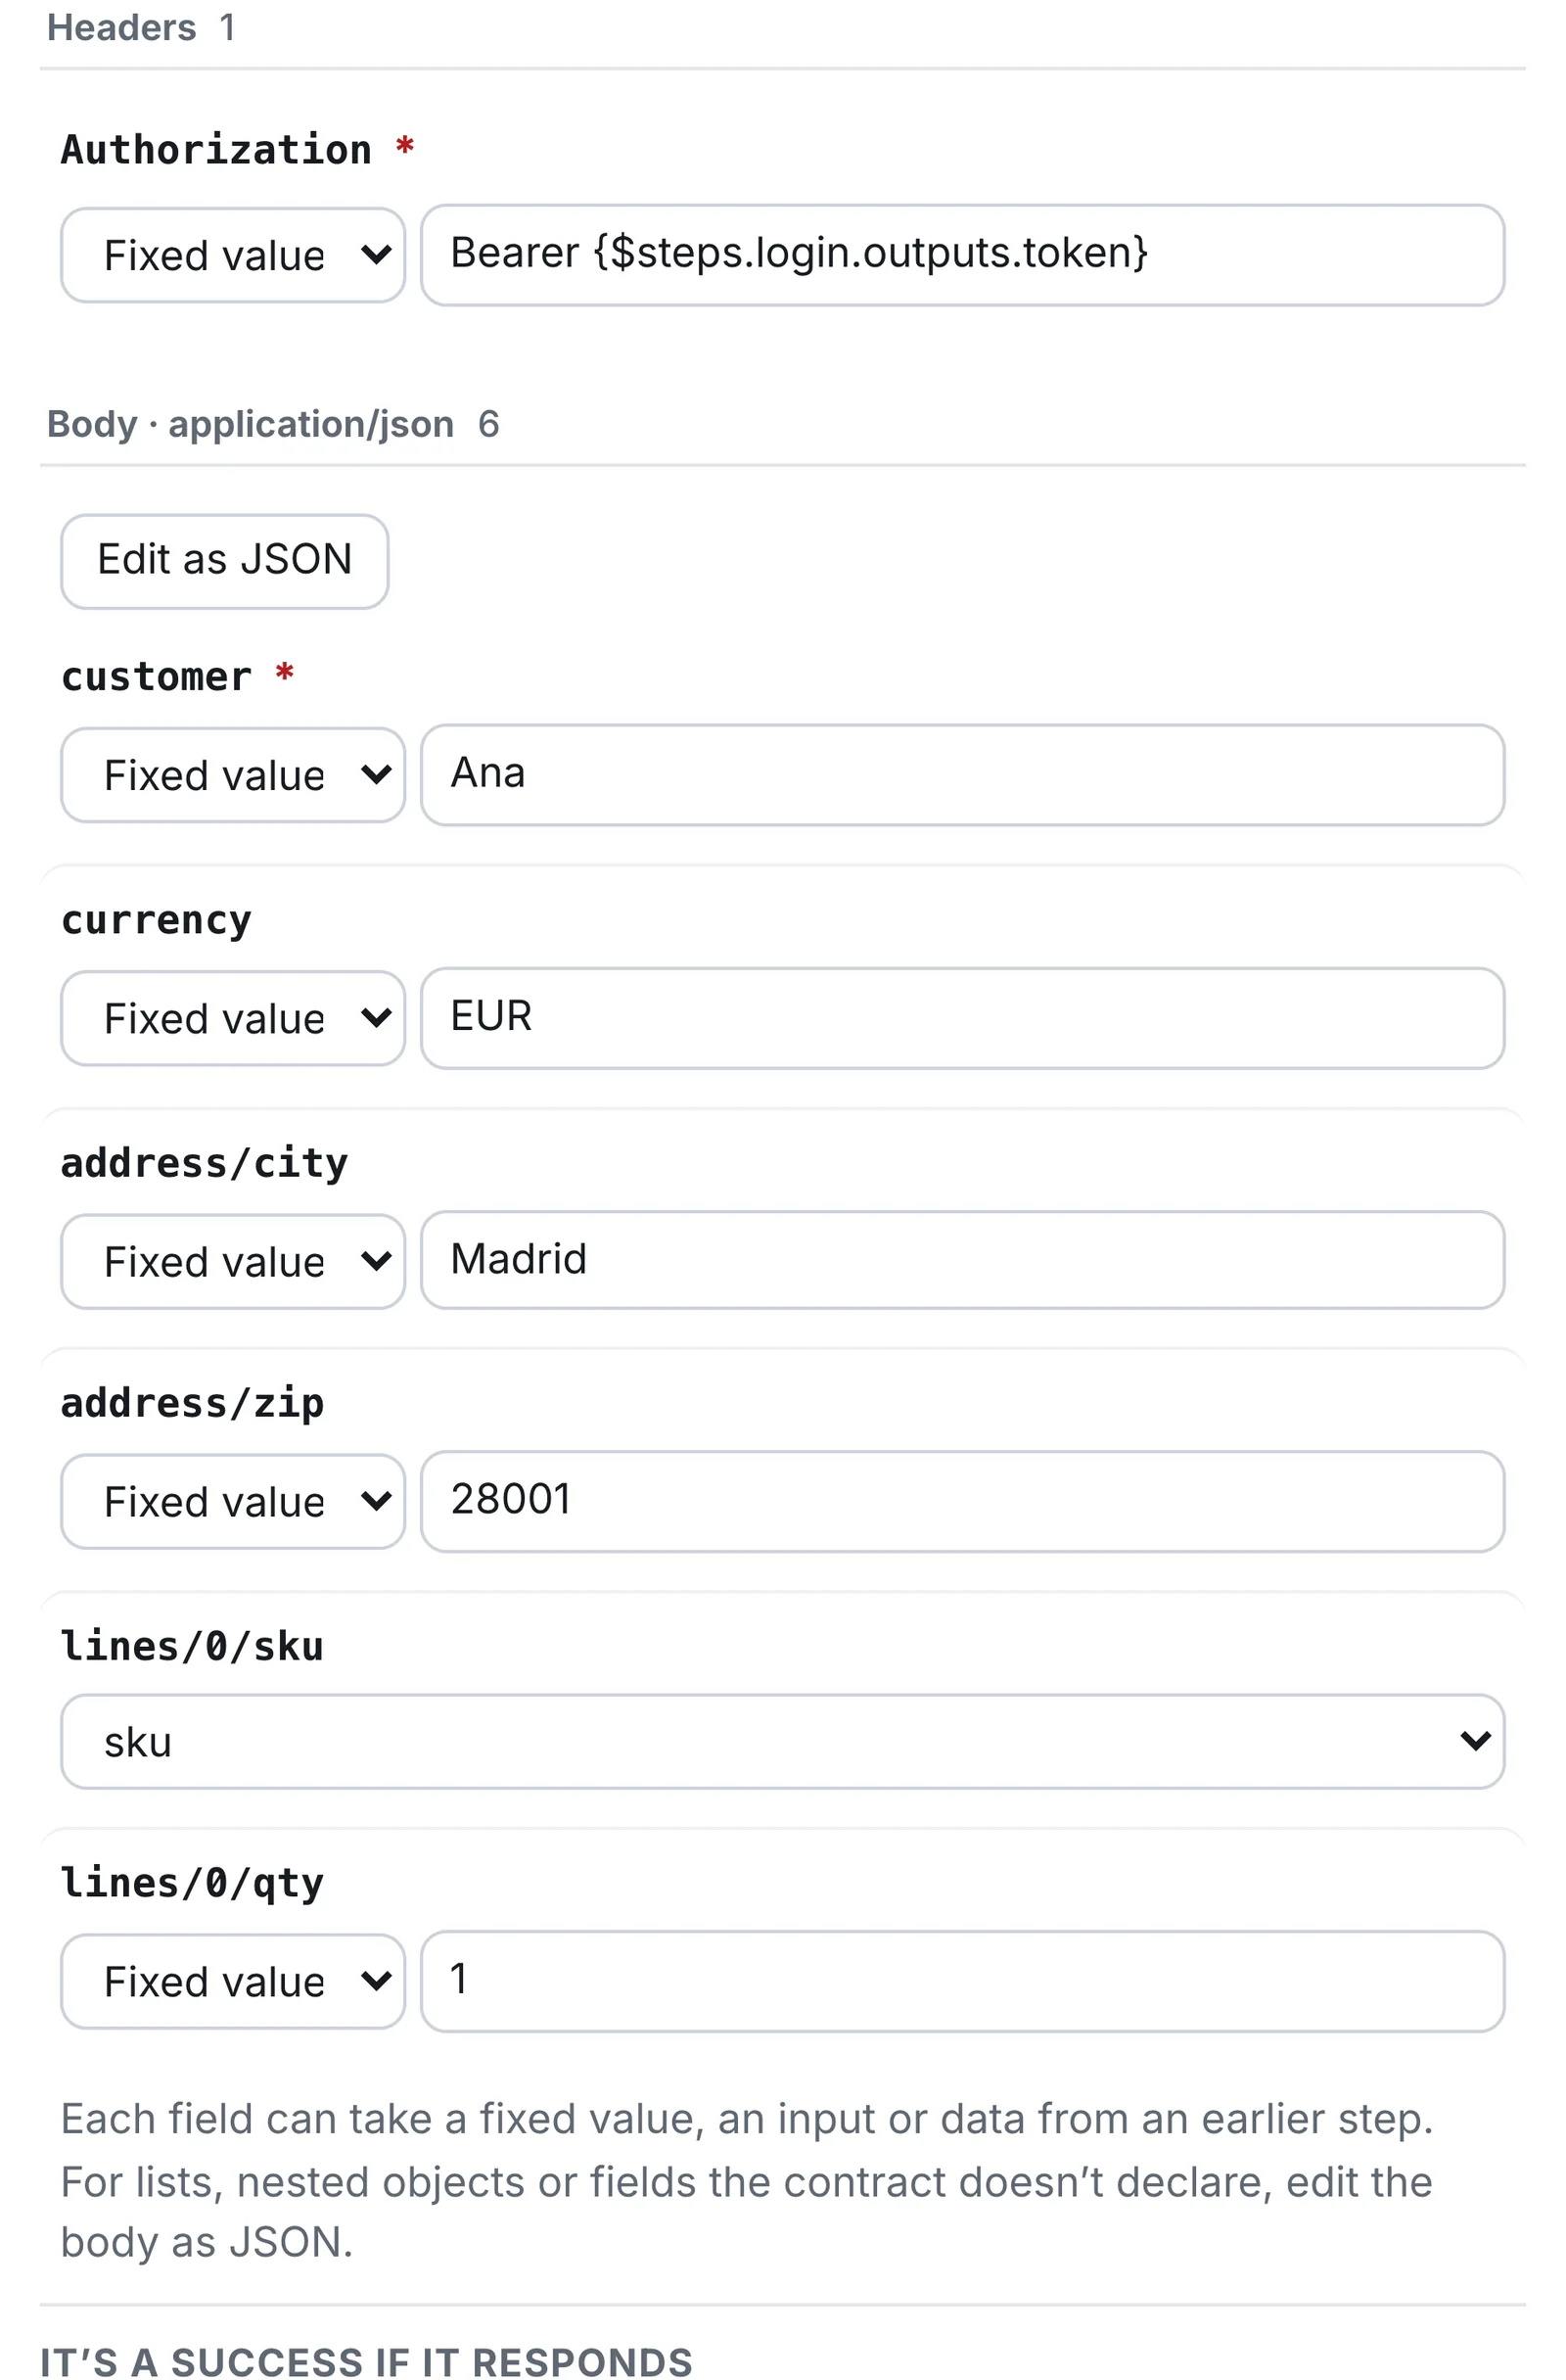 Headers 1
Authorization *
Fixed value
Bearer {$steps.login.outputs.token}
Body · application/json 6
Edit as JSON
customer *
Fixed value
Ana
currency
Fixed value
EUR
address/city
Fixed value
Madrid
address/zip
Fixed value
28001
lines/0/sku
sku
lines/0/qty
Fixed value
1
Each field can take a fixed value, an input or data from an earlier step.
For lists, nested objects or fields the contract doesn’t declare, edit the
body as JSON.
IT’S A SUCCESS IF IT RESPONDS